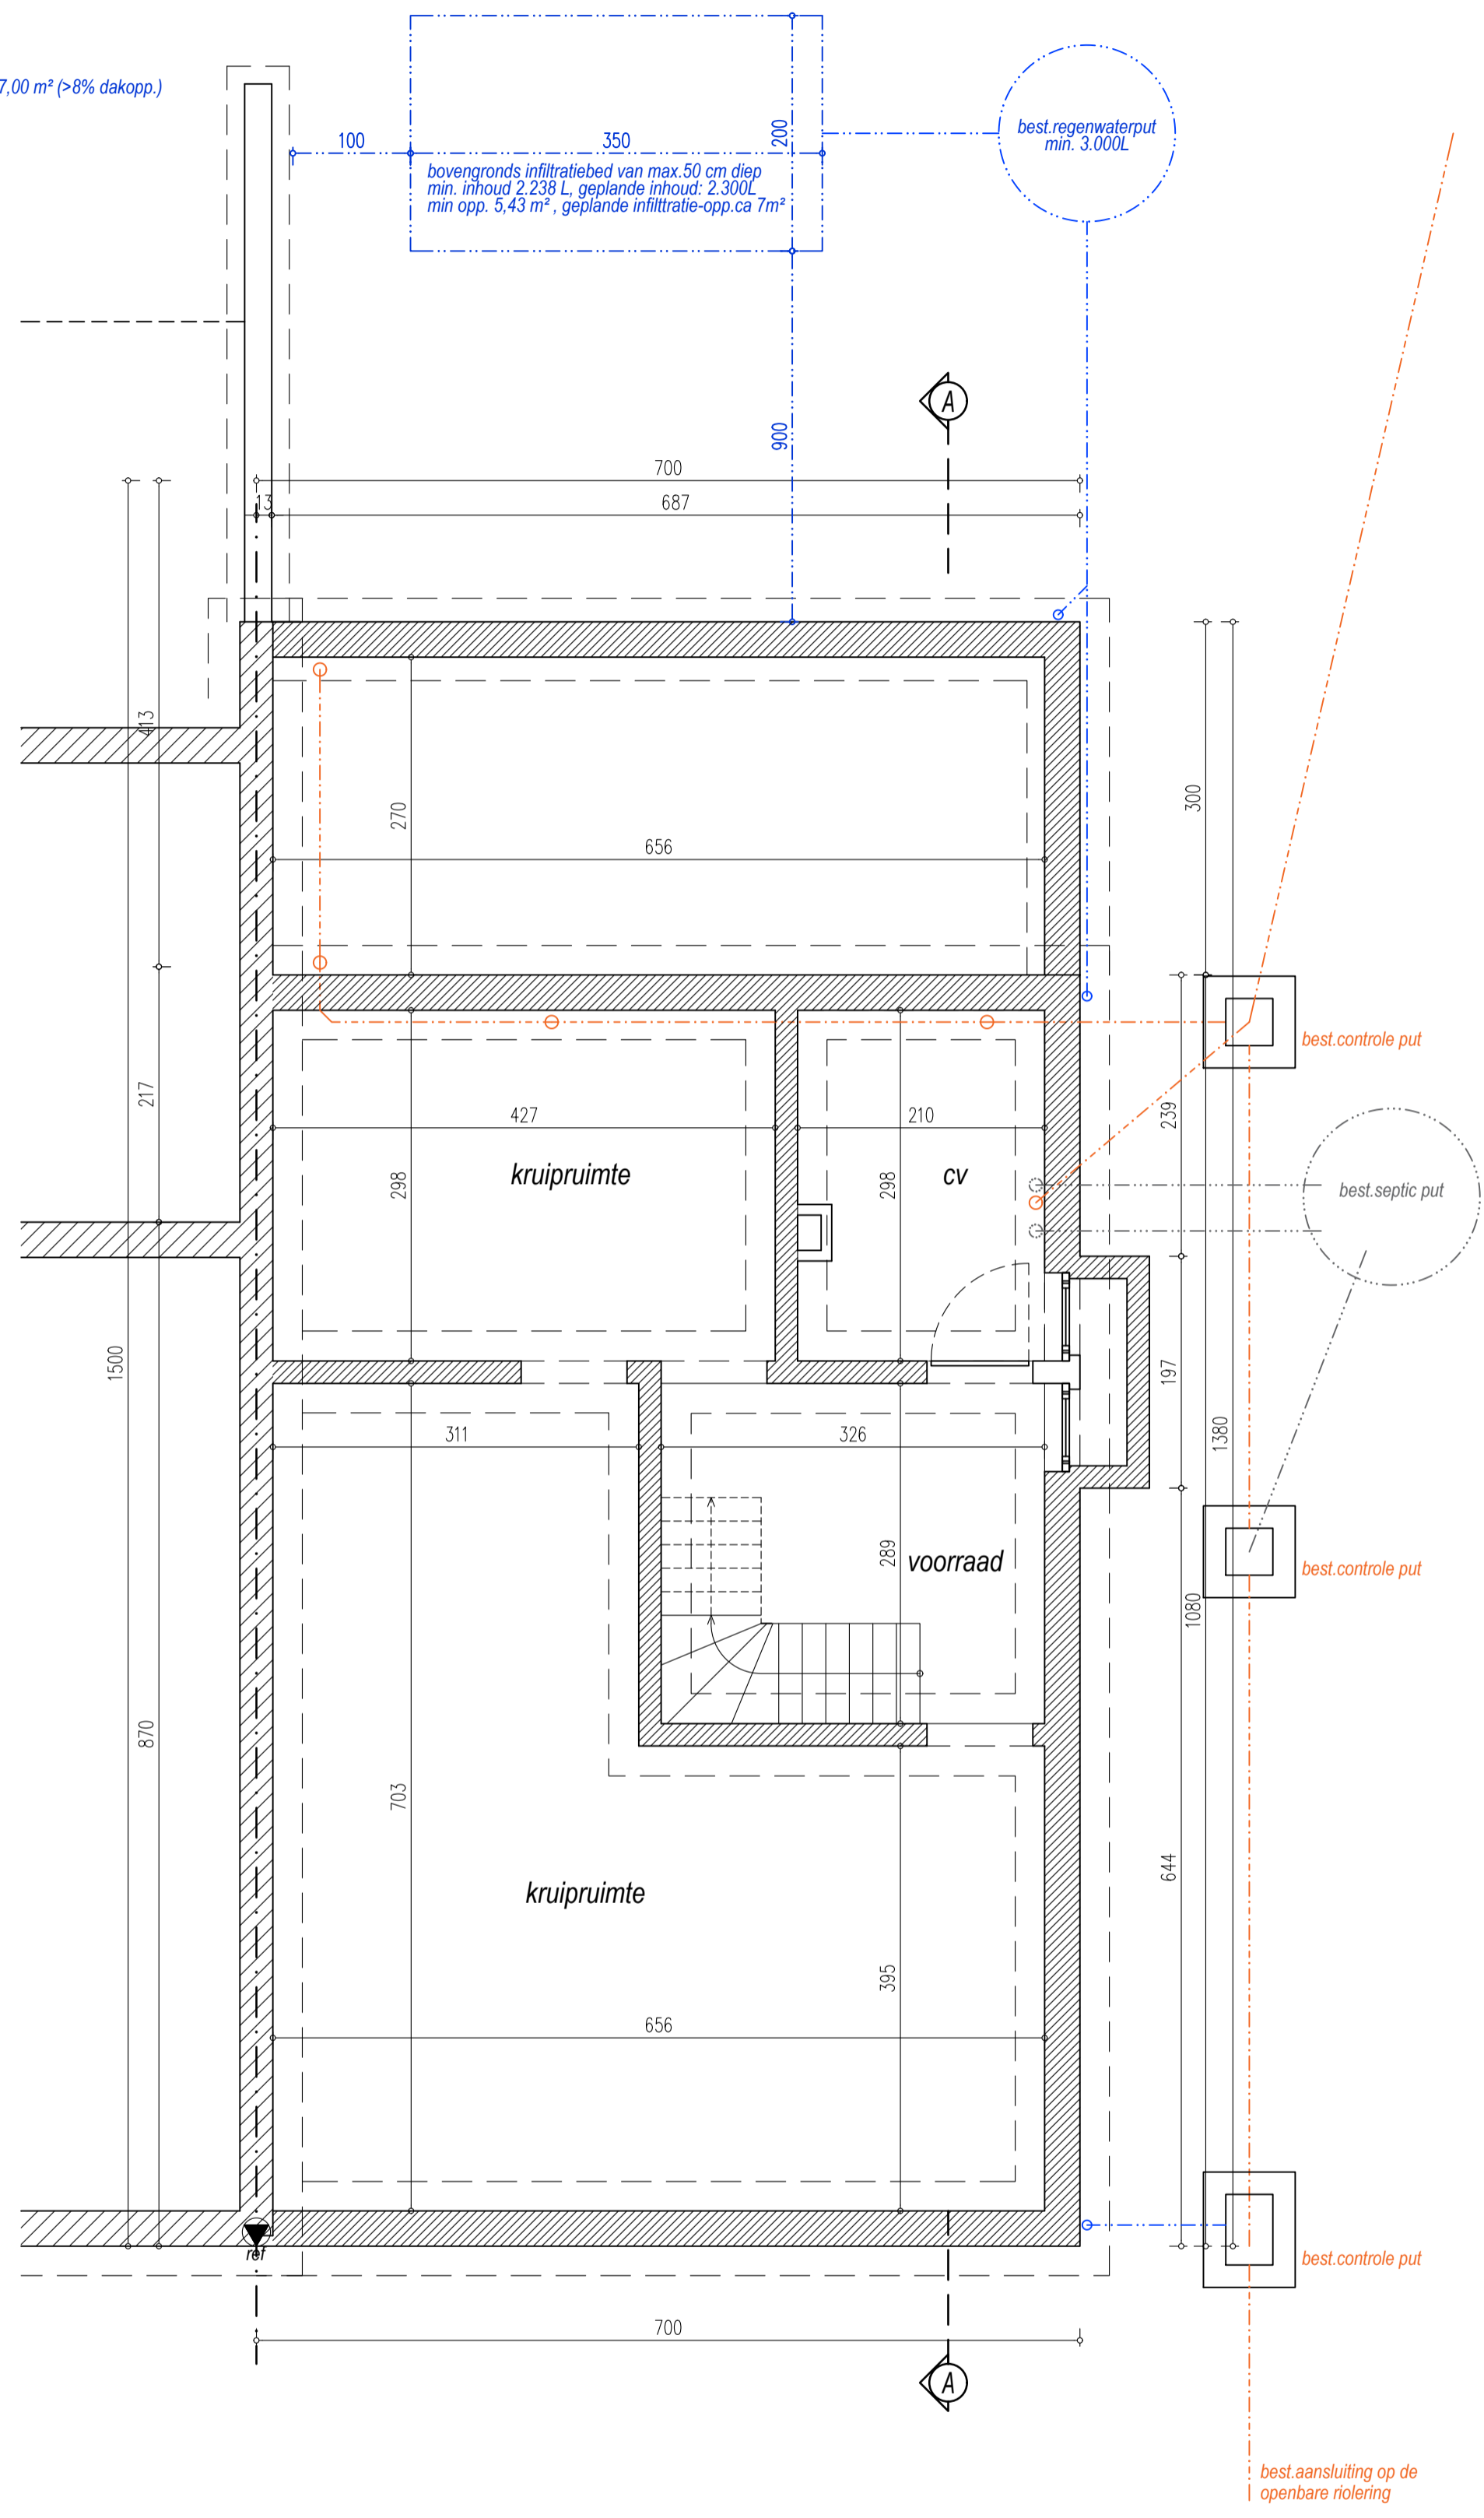 7,00 m² (>8% dakopp.)
100
350
200
best.regenwaterput
min. 3.000L
bovengronds infiltratiebed van max.50 cm diep
min. inhoud 2.238 L, geplande inhoud: 2.300L
min opp. 5,43 m² , geplande infilttratie-opp.ca 7m²
A
900
700
13
687
413
270
300
656
best.controle put
217
427
210
239
298
kruipruimte
298
cv
best.septic put
1500
197
1380
311
326
289
voorraad
best.controle put
1080
870
703
644
kruipruimte
395
656
ref
best.controle put
700
A
best.aansluiting op de
openbare riolering